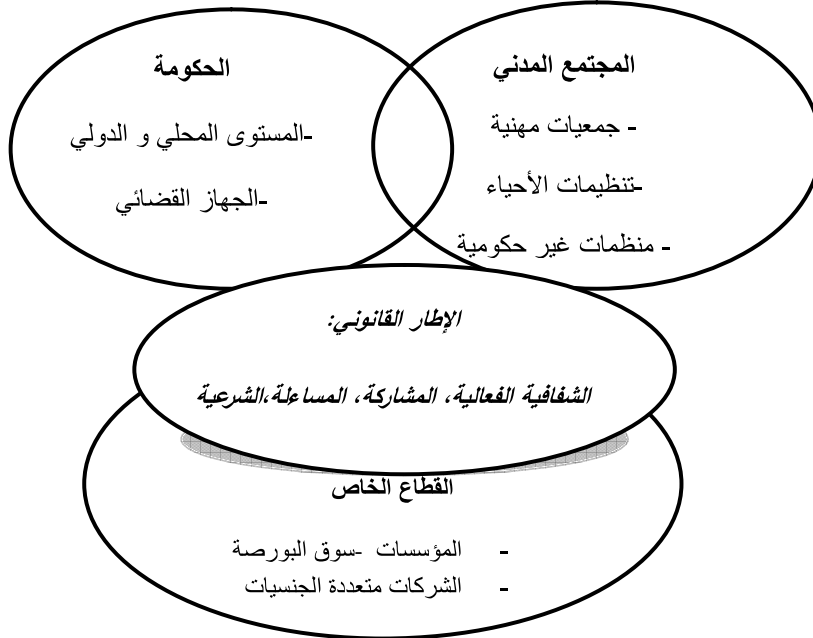 المجتمع المدني
- جمعيات مهنية
-تنظيمات الأحياء
- منظمات غير حكومية
الحكومة
-المستوى المحلي و الدولي
-الجهاز القضائي
الإطار القانوني:
الشفافية الفعالية، المشاركة، المساءلة،الشرعية
القطاع الخاص
- المؤسسات -سوق البورصة
- الشركات متعددة الجنسيات